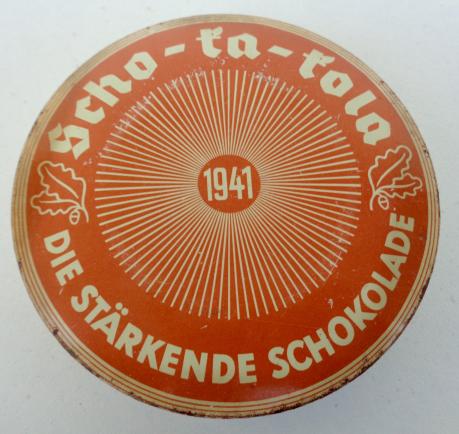 Scho-ka-kola
1941
DIE STÄRKENDE SCHOKOLADE